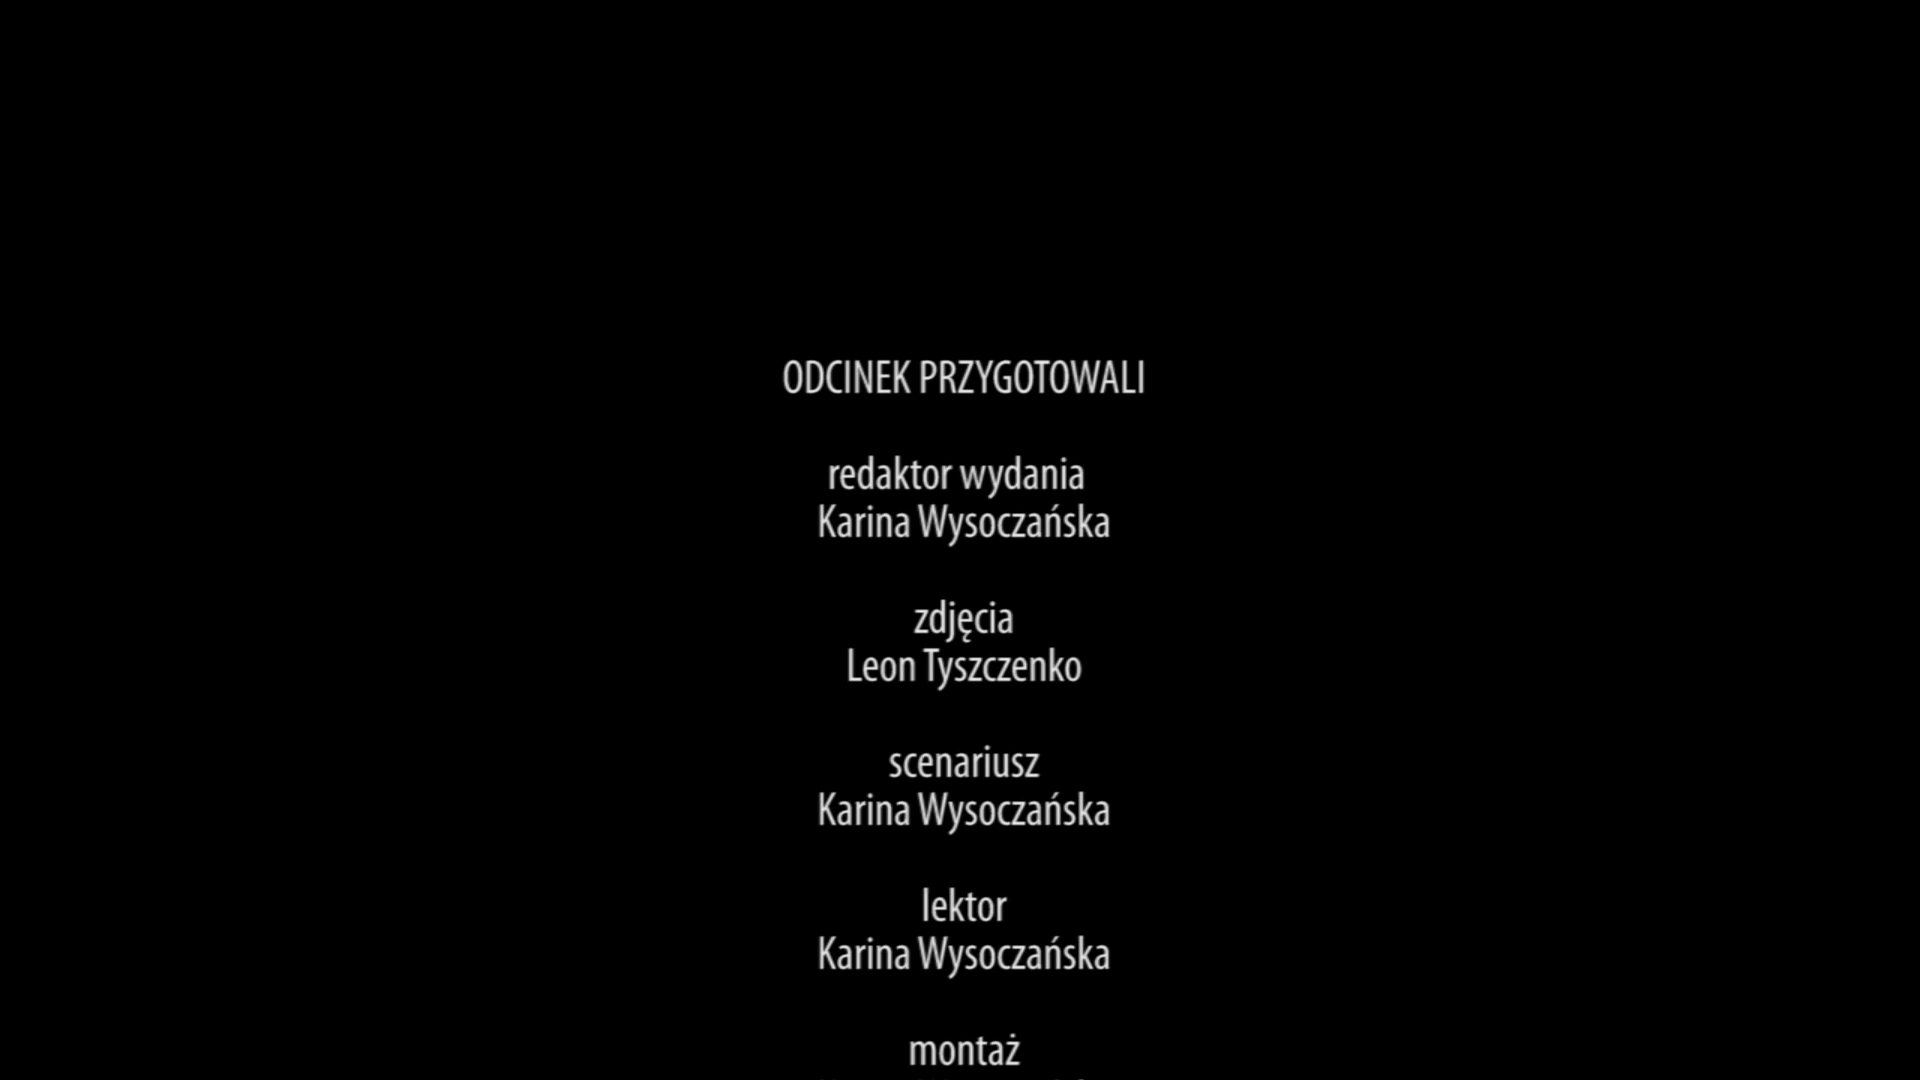 ODCINEK PRZYGOTOWALI
redaktor wydania
Karina Wysoczańska
zdjęcia
Leon Tyszczenko
scenariusz
Karina Wysoczańska
lektor
Karina Wysoczańska
montaż